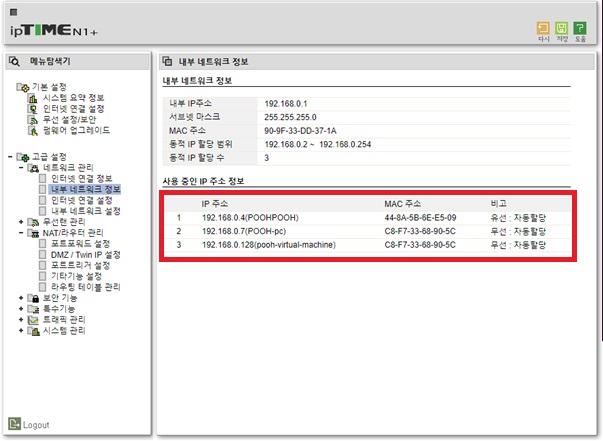 ipTIME N1+
다시 저장 도움
메뉴탐색기
기본 설정
시스템 요약 정보
인터넷 연결 설정
무선 설정/보안
펌웨어 업그레이드
고급 설정
네트워크 관리
인터넷 연결 정보
내부 네트워크 정보
인터넷 연결 설정
내부 네트워크 설정
무선랜 관리
NAT/라우터 관리
포트포워드 설정
DMZ / Twin IP 설정
포트트리거 설정
기타기능 설정
라우팅 테이블 관리
보안 기능
특수기능
트래픽 관리
시스템 관리
Logout
내부 네트워크 정보
내부 네트워크 정보
내부 IP주소 192.168.0.1
서브넷 마스크 255.255.255.0
MAC 주소 90-9F-33-DD-37-1A
동적 IP 할당 범위 192.168.0.2 ~ 192.168.0.254
동적 IP 할당 수 3
사용 중인 IP 주소 정보
IP 주소 MAC 주소 비고
1 192.168.0.4(POOHPOOH) 44-8A-5B-6E-E5-09 유선 : 자동할당
2 192.168.0.7(POOH-pc) C8-F7-33-68-90-5C 무선 : 자동할당
3 192.168.0.128(pooh-virtual-machine) C8-F7-33-68-90-5C 무선 : 자동할당